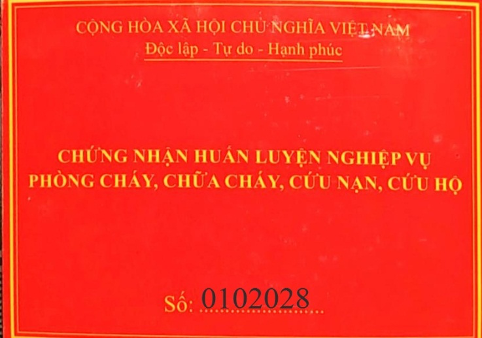 CỘNG HÒA XÃ HỘI CHỦ NGHĨA VIỆT NAM
Độc lập - Tự do - Hạnh phúc
CHỨNG NHẬN HUẤN LUYỆN NGHIỆP VỤ
PHÒNG CHÁY, CHỮA CHÁY, CỨU NẠN, CỨU HỘ
Số: 0102028